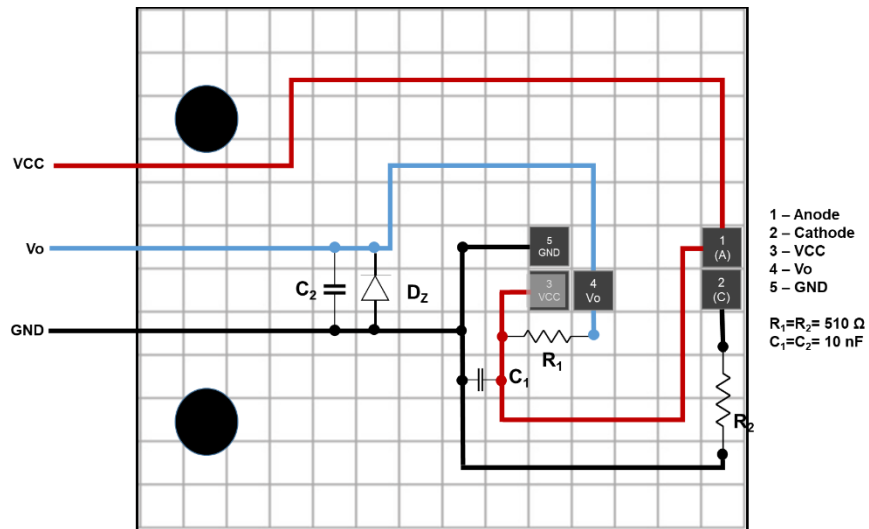 VCC
Vo
GND
C₂
D_Z
5
GND
3
VCC
4
Vo
R₁
C₁
1
(A)
2
(C)
R₂
1 – Anode
2 – Cathode
3 – VCC
4 – Vo
5 – GND
R₁=R₂= 510 Ω
C₁=C₂= 10 nF